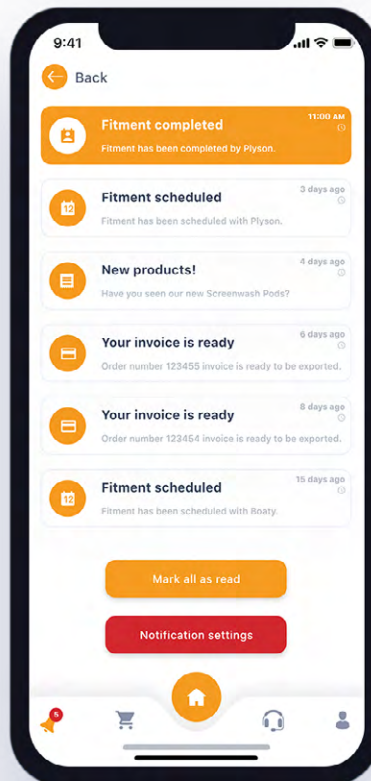 9:41
Back
Fitment completed
11:00 AM
Fitment has been completed by Plyson.
Fitment scheduled
3 days ago
12
Fitment has been scheduled with Plyson.
New products!
4 days ago
Have you seen our new Screenwash Pods?
Your invoice is ready
6 days ago
Order number 123455 invoice is ready to be exported.
Your invoice is ready
8 days ago
Order number 123454 invoice is ready to be exported.
Fitment scheduled
15 days ago
12
Fitment has been scheduled with Boaty.
Mark all as read
Notification settings
5